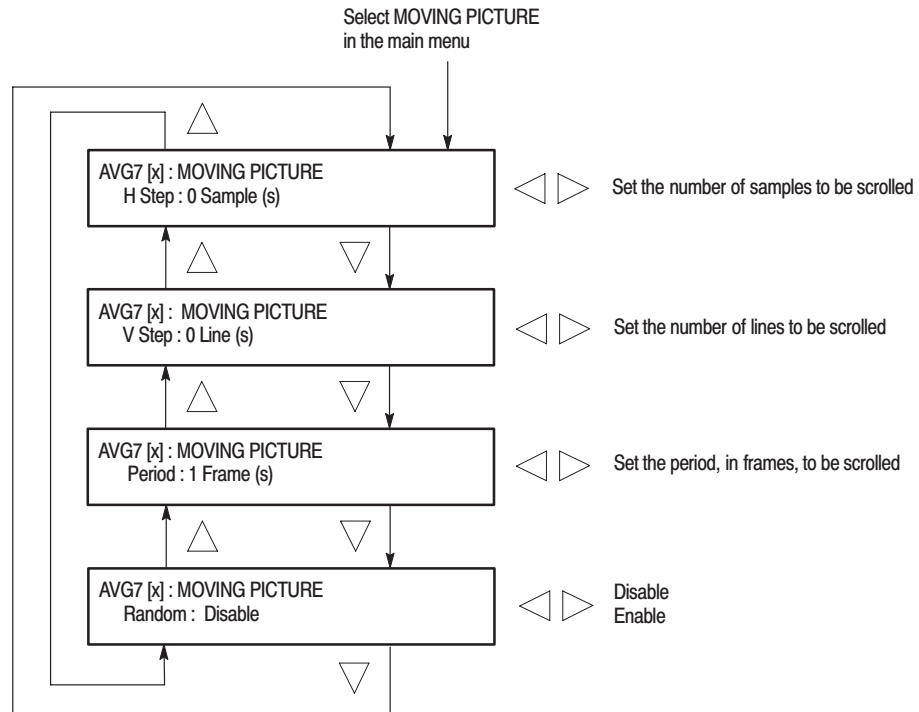 Select MOVING PICTURE
in the main menu
AVG7 [x] : MOVING PICTURE
H Step : 0 Sample (s)
Set the number of samples to be scrolled
AVG7 [x] : MOVING PICTURE
V Step : 0 Line (s)
Set the number of lines to be scrolled
AVG7 [x] : MOVING PICTURE
Period : 1 Frame (s)
Set the period, in frames, to be scrolled
AVG7 [x] : MOVING PICTURE
Random : Disable
Disable
Enable